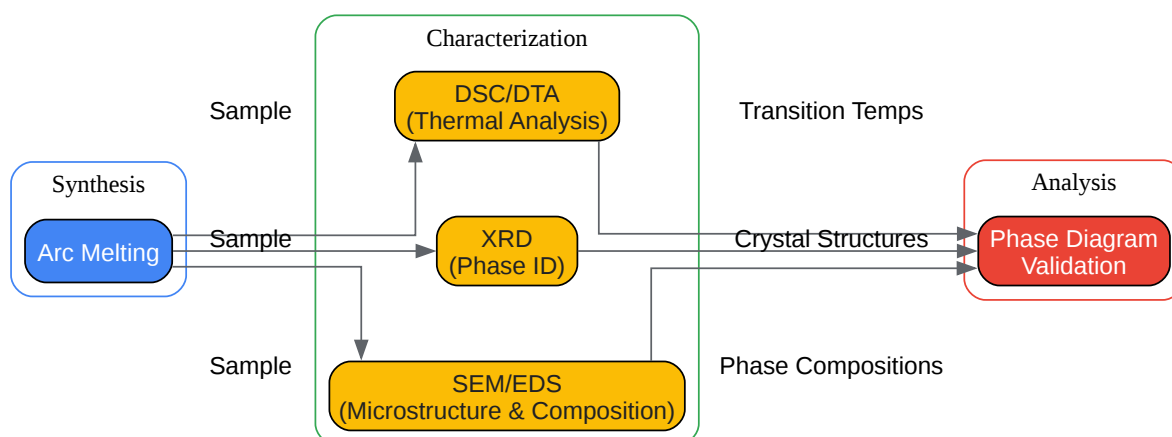 Characterization
DSC/DTA
(Thermal Analysis)
Sample
Transition Temps
Synthesis
Arc Melting
Sample
XRD
(Phase ID)
Crystal Structures
Analysis
Phase Diagram
Validation
Sample
SEM/EDS
(Microstructure & Composition)
Phase Compositions